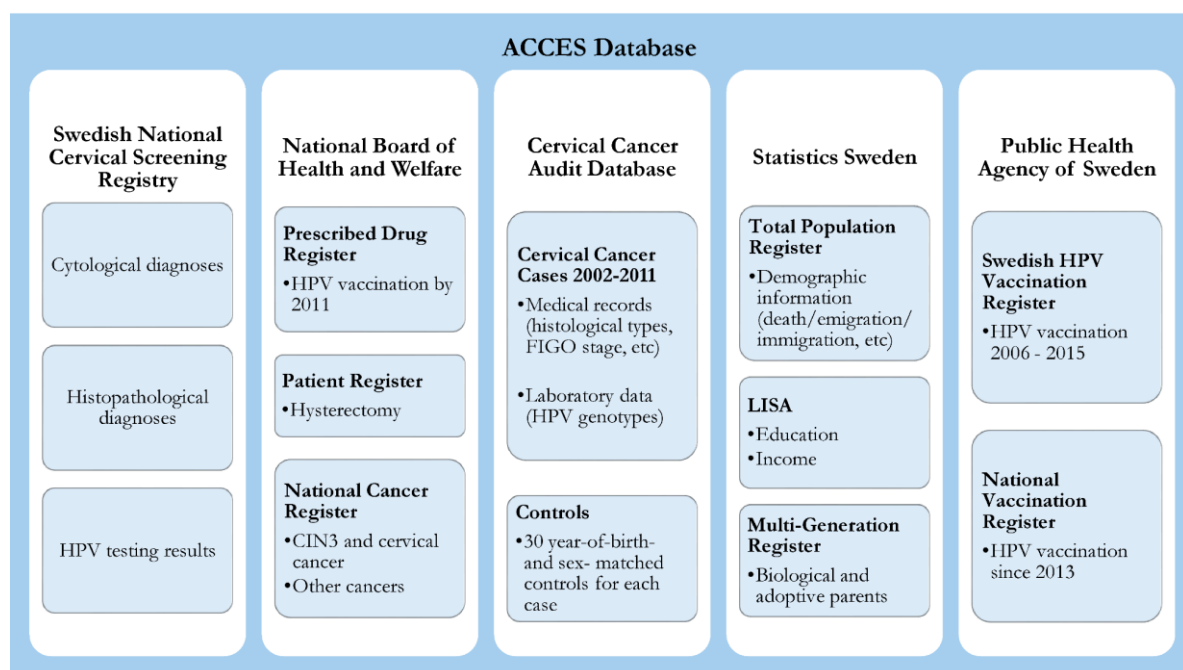 ACCES Database
Swedish National
Cervical Screening
Registry
Cytological diagnoses
Histopathological
diagnoses
HPV testing results
National Board of
Health and Welfare
Prescribed Drug
Register
•HPV vaccination by
2011
Patient Register
•Hysterectomy
National Cancer
Register
•CIN3 and cervical
cancer
•Other cancers
Cervical Cancer
Audit Database
Cervical Cancer
Cases 2002-2011
•Medical records
(histological types,
FIGO stage, etc)
•Laboratory data
(HPV genotypes)
Controls
•30 year-of-birth-
and sex- matched
controls for each
case
Statistics Sweden
Total Population
Register
•Demographic
information
(death/emigration/
immigration, etc)
LISA
•Education
•Income
Multi-Generation
Register
•Biological and
adoptive parents
Public Health
Agency of Sweden
Swedish HPV
Vaccination
Register
•HPV vaccination
2006 - 2015
National
Vaccination
Register
•HPV vaccination
since 2013